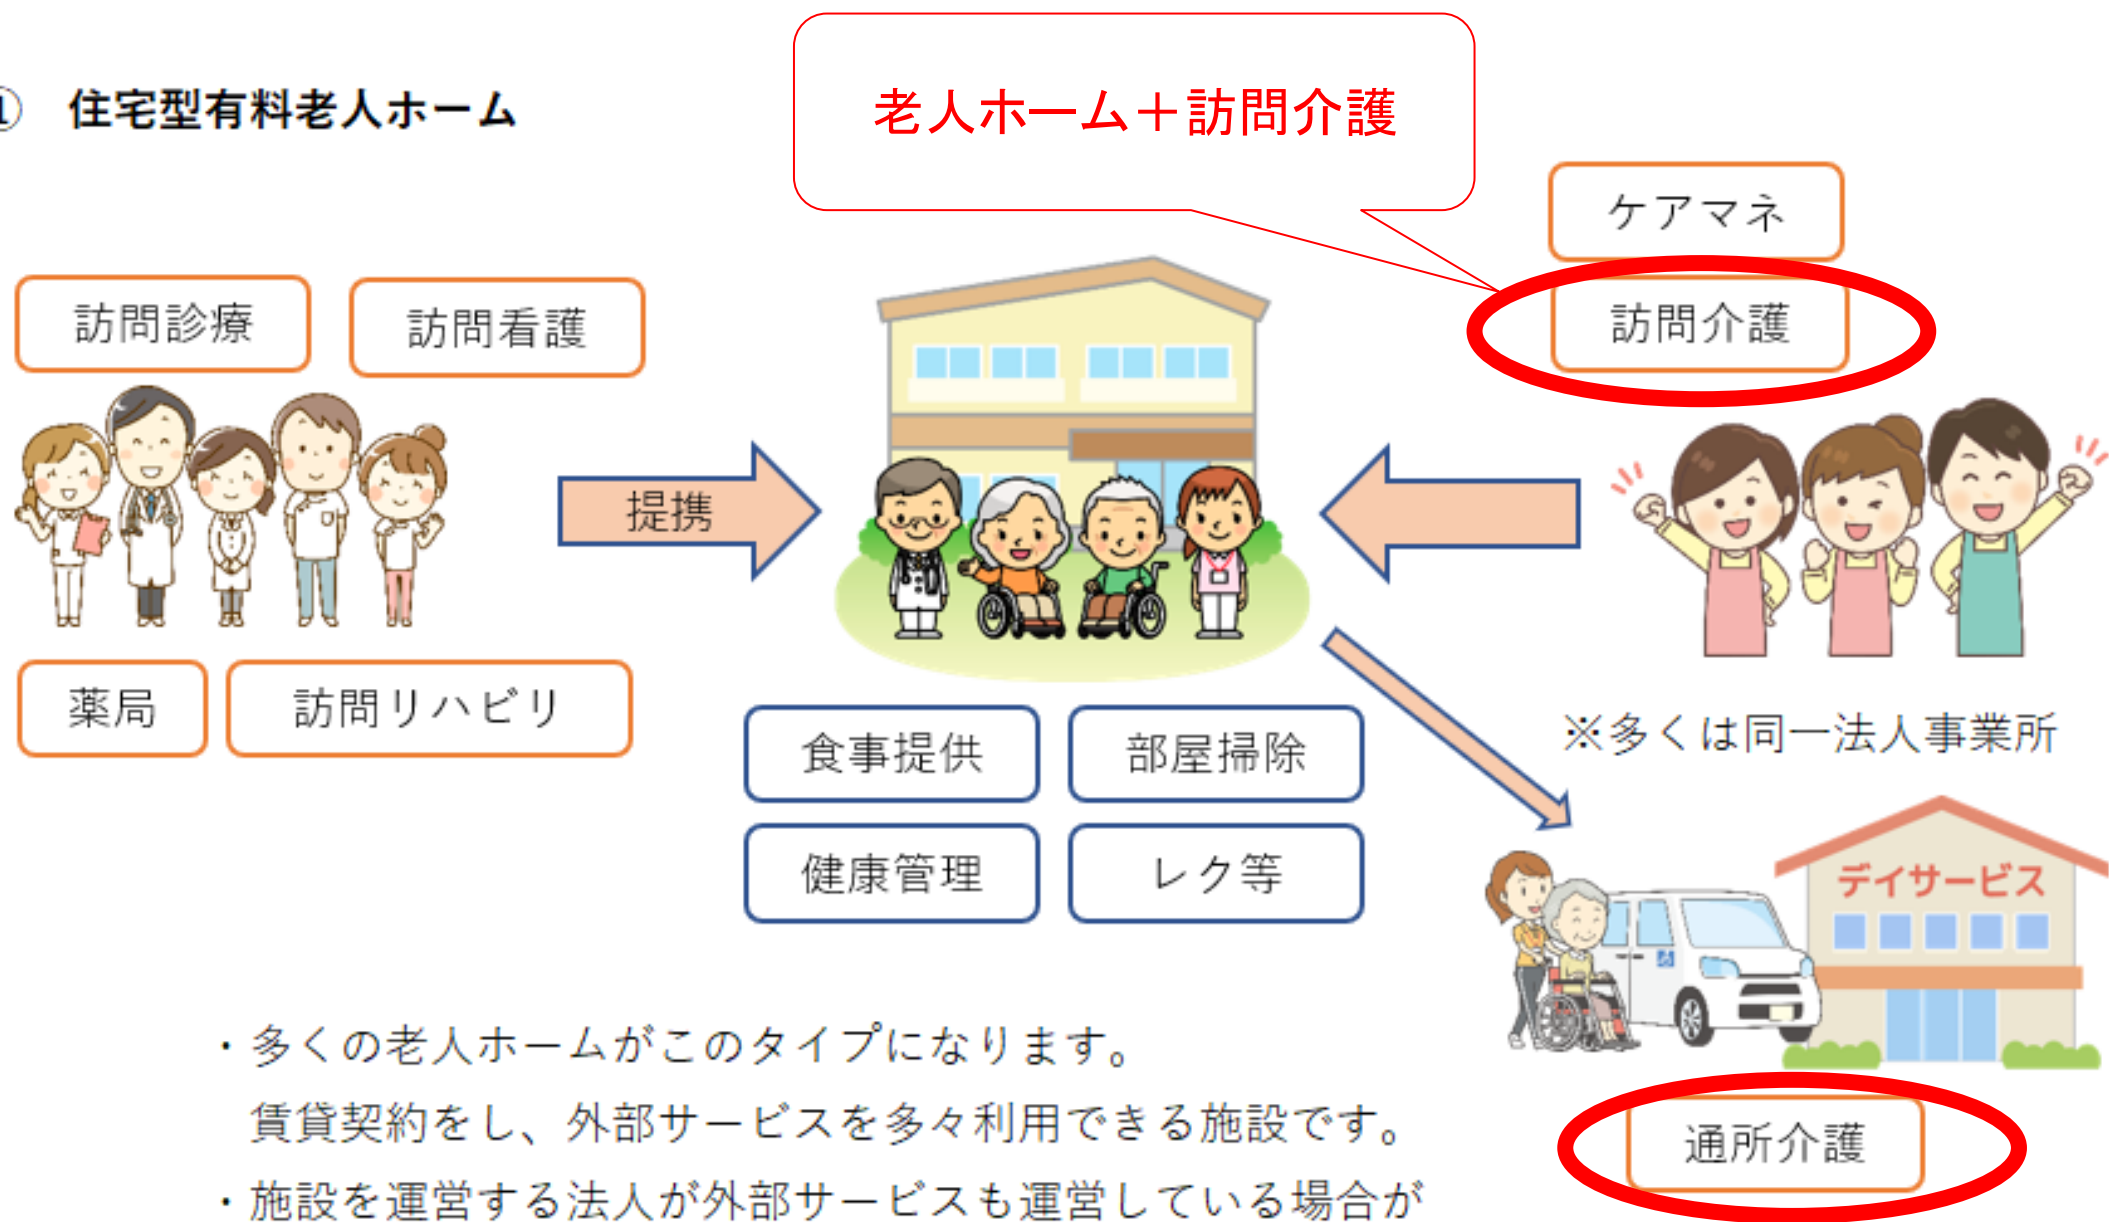 ① 住宅型有料老人ホーム
老人ホーム＋訪問介護
ケアマネ
訪問介護
訪問診療
訪問看護
提携
薬局
訪問リハビリ
食事提供
部屋掃除
健康管理
レク等
※多くは同一法人事業所
デイサービス
通所介護
・多くの老人ホームがこのタイプになります。
賃貸契約をし、外部サービスを多々利用できる施設です。
・施設を運営する法人が外部サービスも運営している場合が